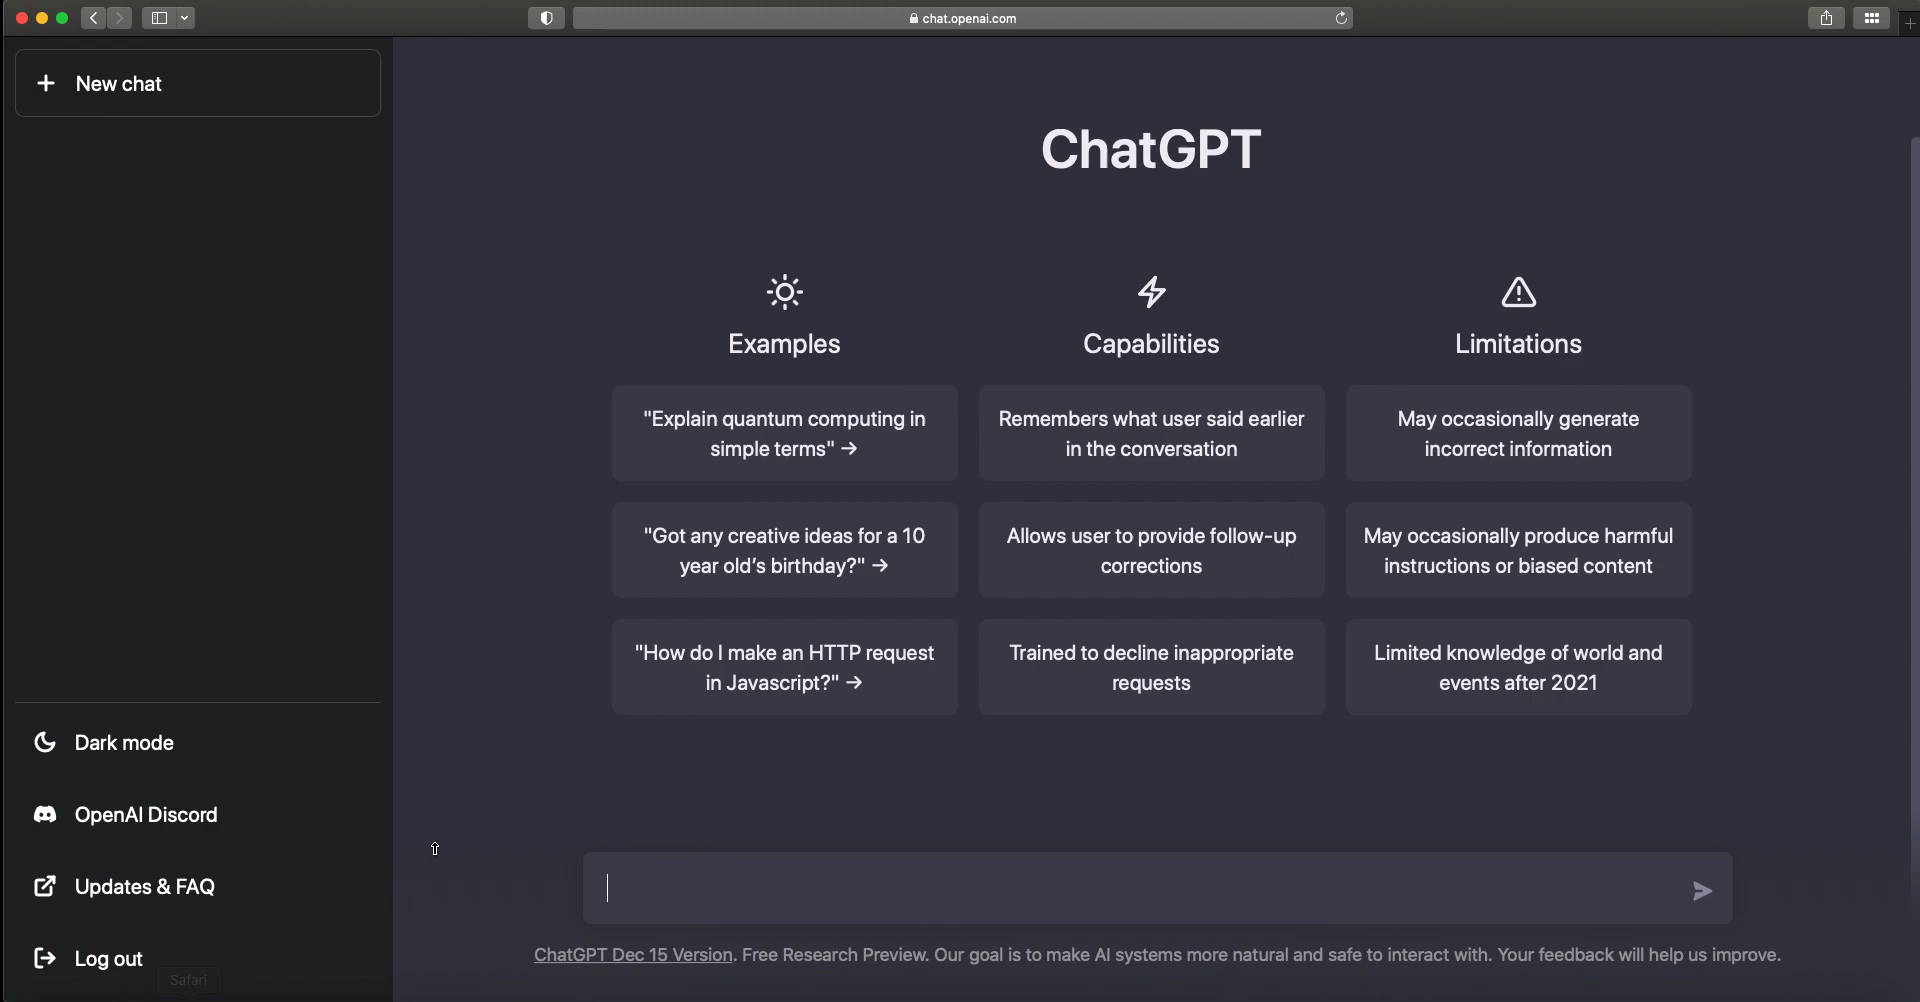 chat.openai.com
New chat
ChatGPT
Examples
Capabilities
Limitations
"Explain quantum computing in
simple terms" →
Remembers what user said earlier
in the conversation
May occasionally generate
incorrect information
"Got any creative ideas for a 10
year old’s birthday?" →
Allows user to provide follow-up
corrections
May occasionally produce harmful
instructions or biased content
"How do I make an HTTP request
in Javascript?" →
Trained to decline inappropriate
requests
Limited knowledge of world and
events after 2021
Dark mode
OpenAI Discord
Updates & FAQ
Log out
Safari
ChatGPT Dec 15 Version. Free Research Preview. Our goal is to make AI systems more natural and safe to interact with. Your feedback will help us improve.